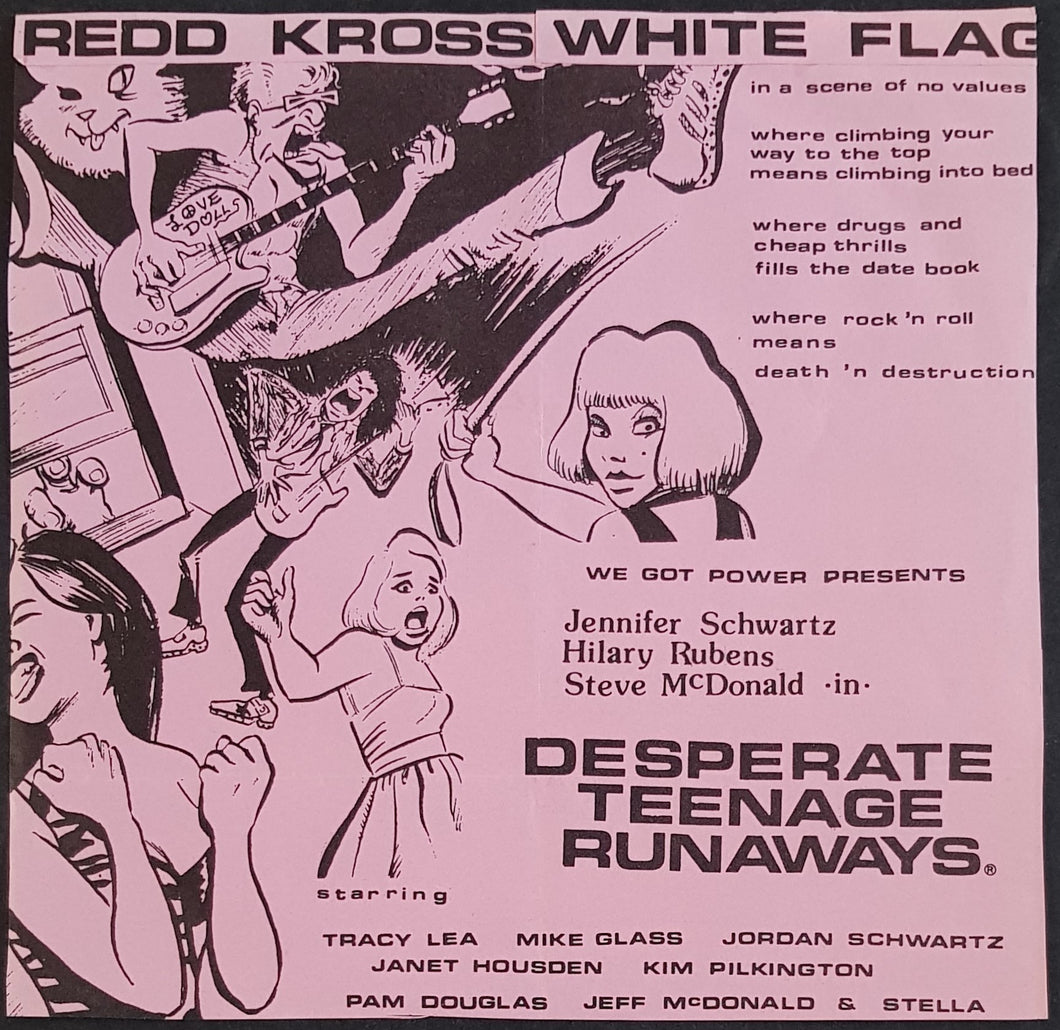 REDD KROSS WHITE FLAG
in a scene of no values
where climbing your
way to the top
means climbing into bed
where drugs and
cheap thrills
fills the date book
where rock 'n roll
means
death 'n destruction
LOVE
DOLLS
WE GOT POWER PRESENTS
Jennifer Schwartz
Hilary Rubens
Steve McDonald ·in·
DESPERATE
TEENAGE
RUNAWAYS®
starring
TRACY LEA MIKE GLASS JORDAN SCHWARTZ
JANET HOUSDEN KIM PILKINGTON
PAM DOUGLAS JEFF McDONALD & STELLA